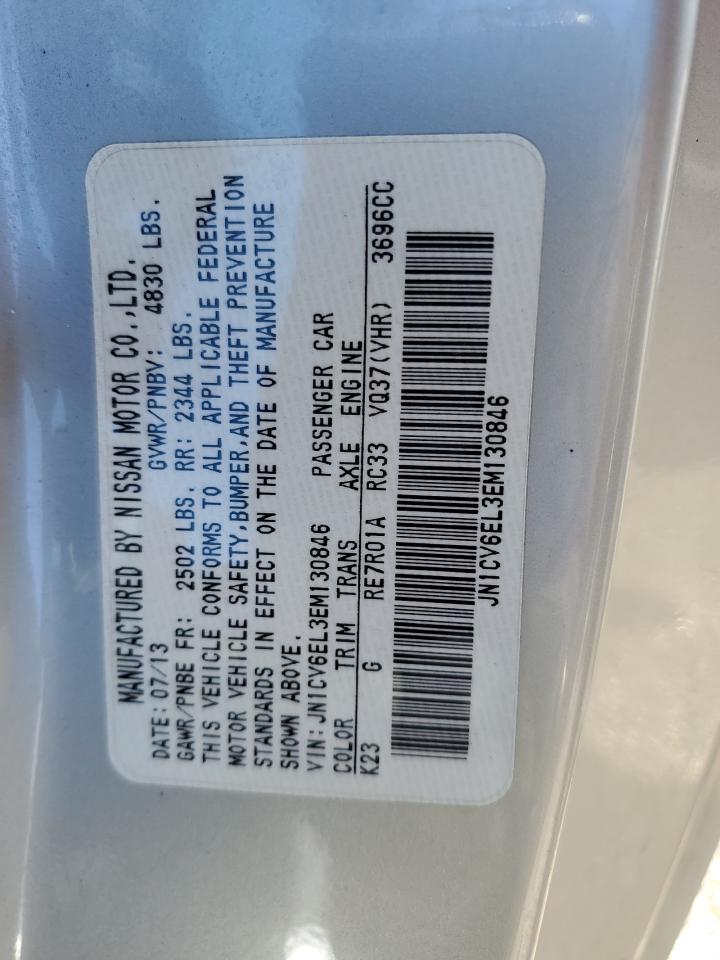 MANUFACTURED BY NISSAN MOTOR CO.,LTD.
DATE: 07/13 GVWR/PNBV: 4830 LBS.
GAWR/PNBE FR: 2502 LBS. RR: 2344 LBS.
THIS VEHICLE CONFORMS TO ALL APPLICABLE FEDERAL
MOTOR VEHICLE SAFETY,BUMPER,AND THEFT PREVENTION
STANDARDS IN EFFECT ON THE DATE OF MANUFACTURE
SHOWN ABOVE.
VIN:JN1CV6EL3EM130846 PASSENGER CAR
COLOR TRIM TRANS AXLE ENGINE
K23 G RE7R01A RC33 VQ37(VHR) 3696CC
JN1CV6EL3EM130846